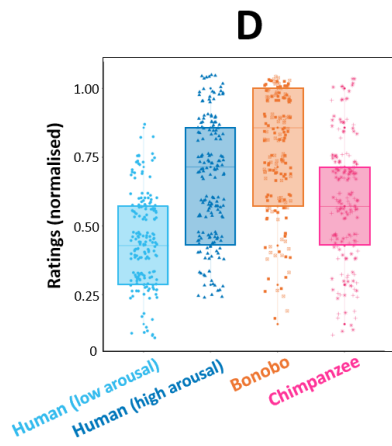 D
Ratings (normalised)
1.00
0.75
0.50
0.25
0
Human (low arousal)
Human (high arousal)
Bonobo
Chimpanzee